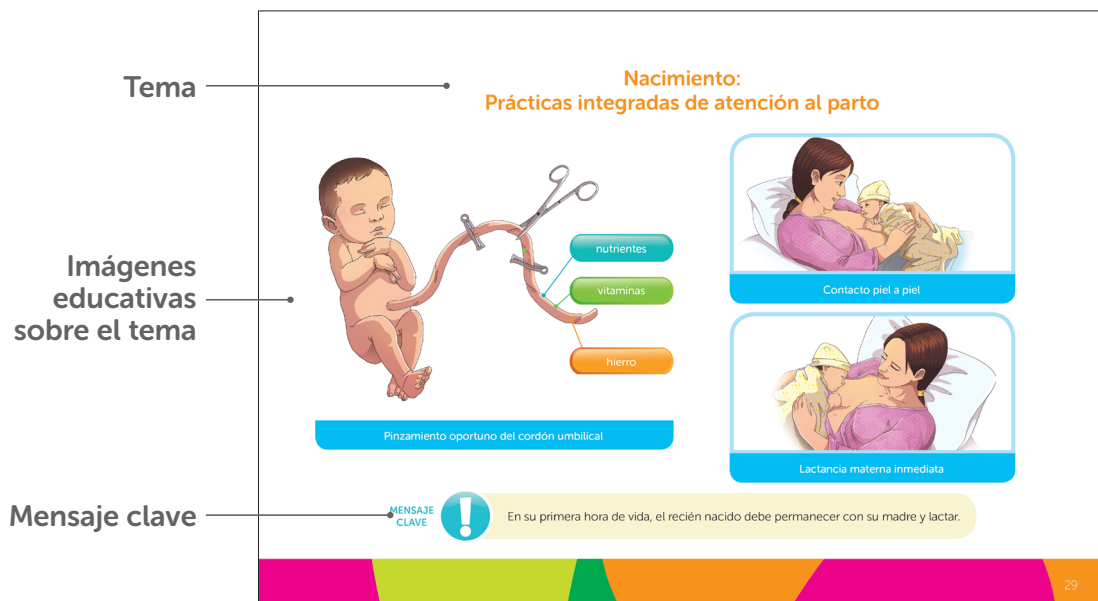 Tema
Nacimiento:
Prácticas integradas de atención al parto
Imágenes
educativas
sobre el tema
nutrientes
vitaminas
hierro
Pinzamiento oportuno del cordón umbilical
Contacto piel a piel
Lactancia materna inmediata
Mensaje clave
MENSAJE
CLAVE
!
En su primera hora de vida, el recién nacido debe permanecer con su madre y lactar.
29